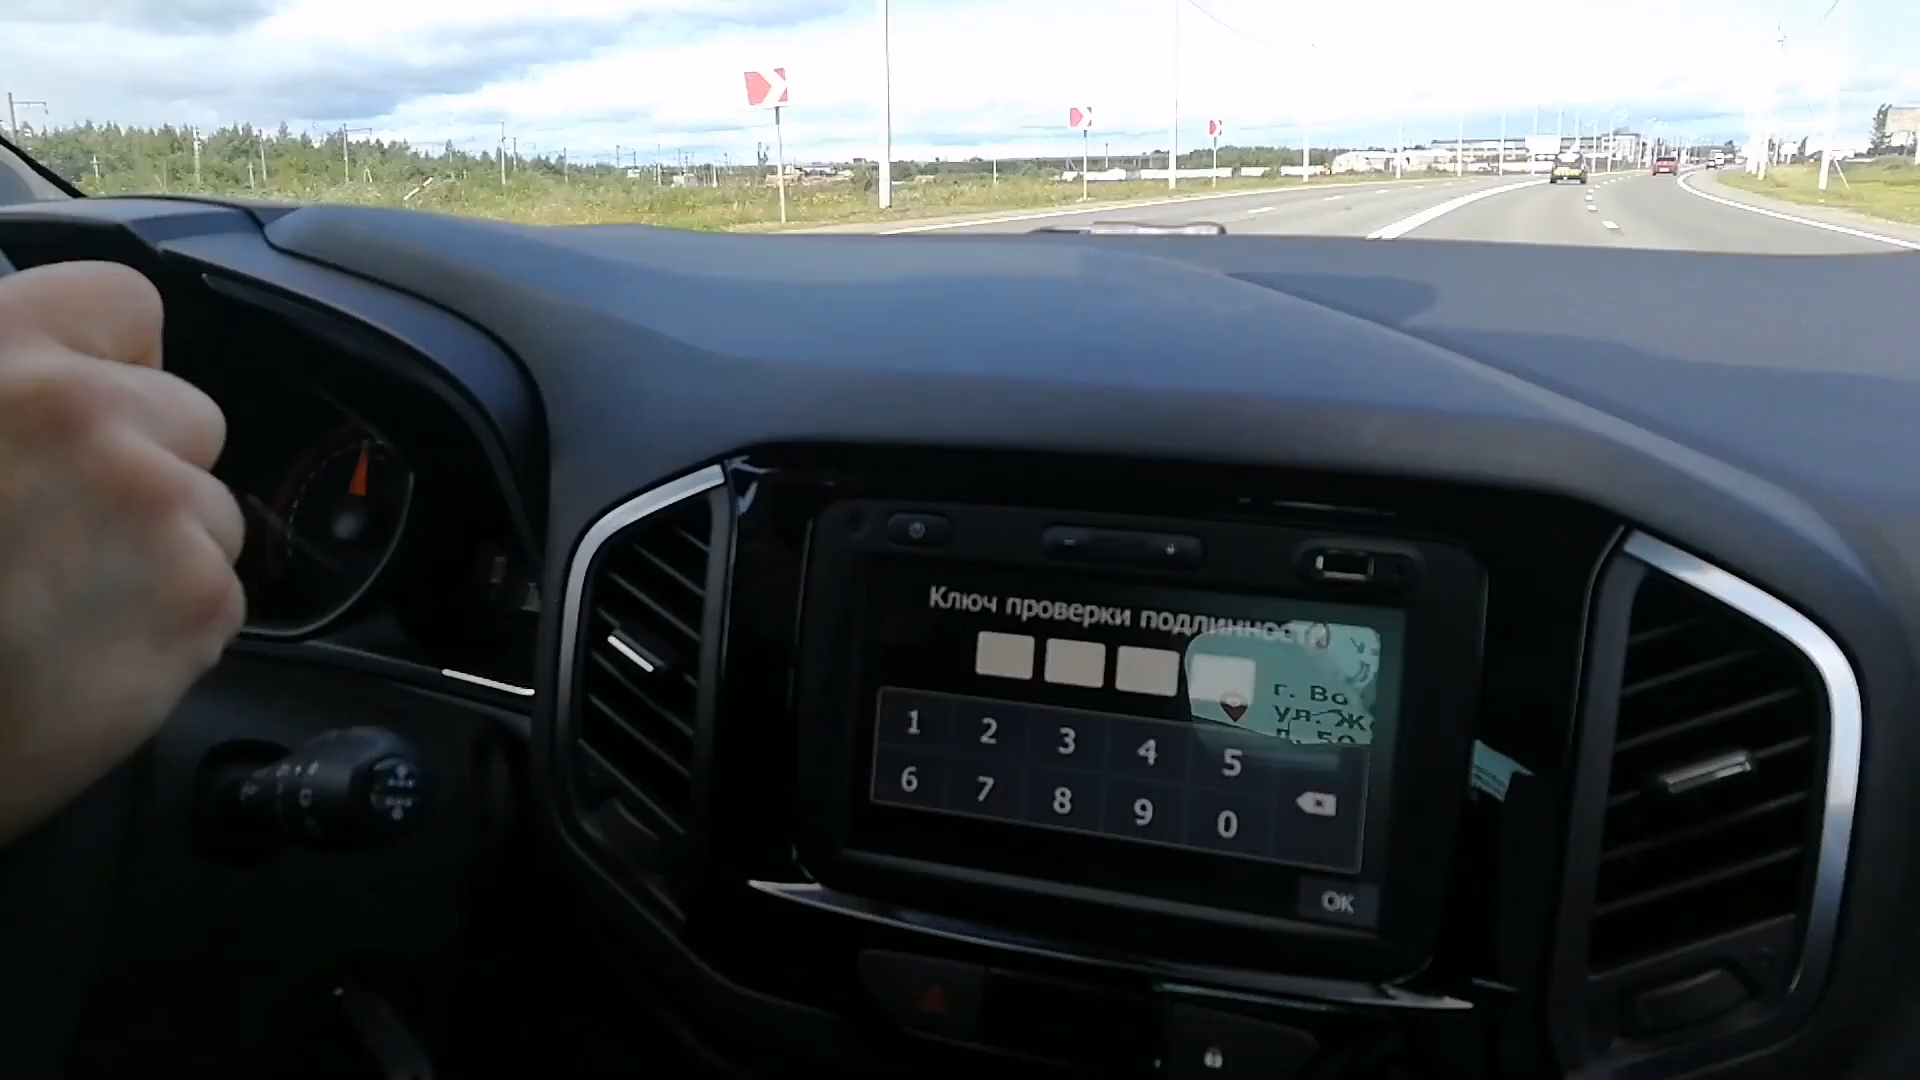 Ключ проверки подлинности
г. Во
ул. Ж
1 2 3 4 5
6 7 8 9 0
OK